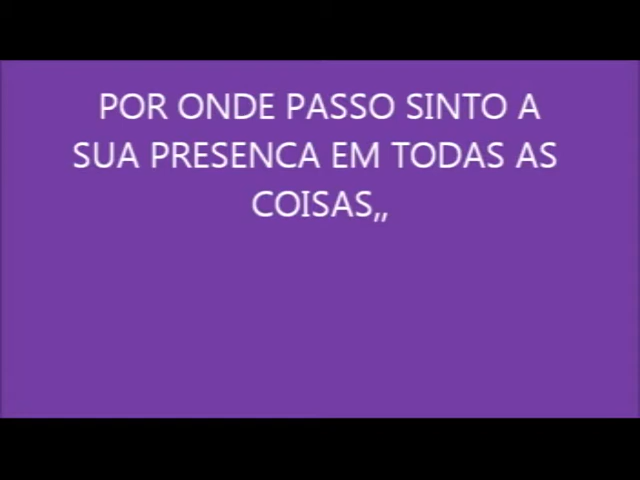 POR ONDE PASSO SINTO A
SUA PRESENCA EM TODAS AS
COISAS,,